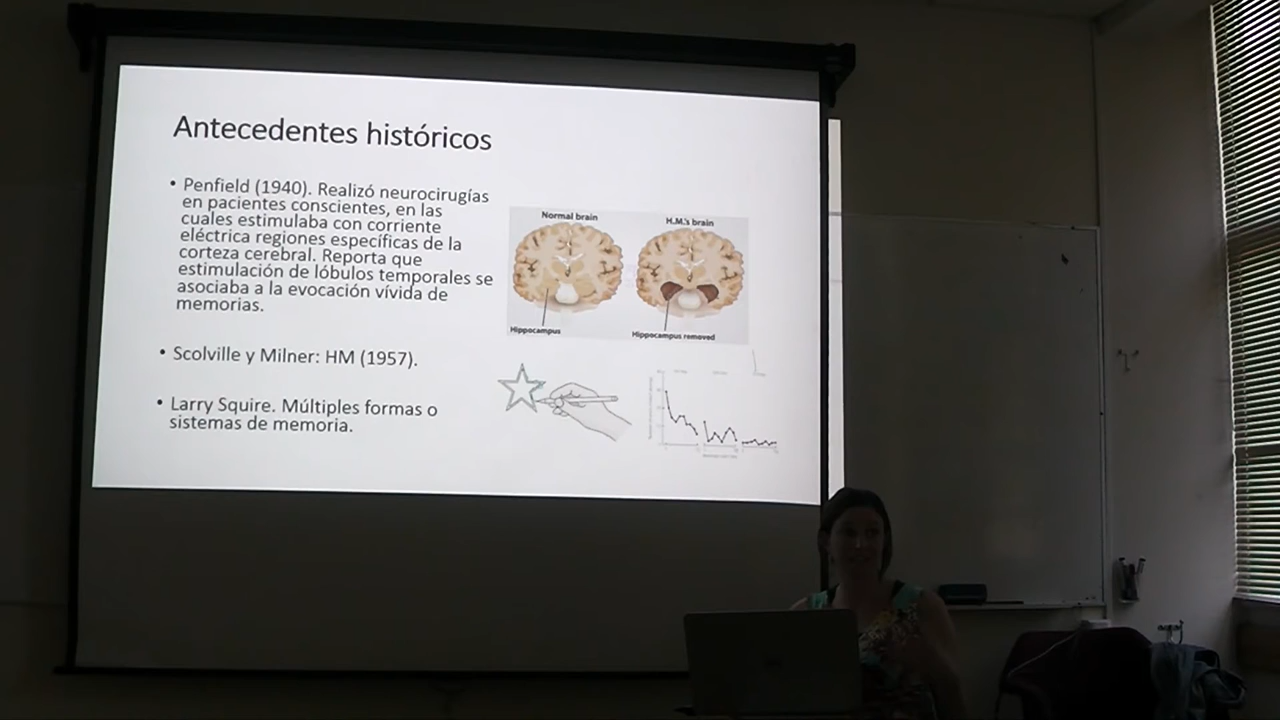 Antecedentes históricos
• Penfield (1940). Realizó neurocirugías
en pacientes conscientes, en las
cuales estimulaba con corriente
eléctrica regiones específicas de la
corteza cerebral. Reporta que
estimulación de lóbulos temporales se
asociaba a la evocación vívida de
memorias.
• Scolville y Milner: HM (1957).
• Larry Squire. Múltiples formas o
sistemas de memoria.
Normal brain
H.M.'s brain
Hippocampus
Hippocampus removed